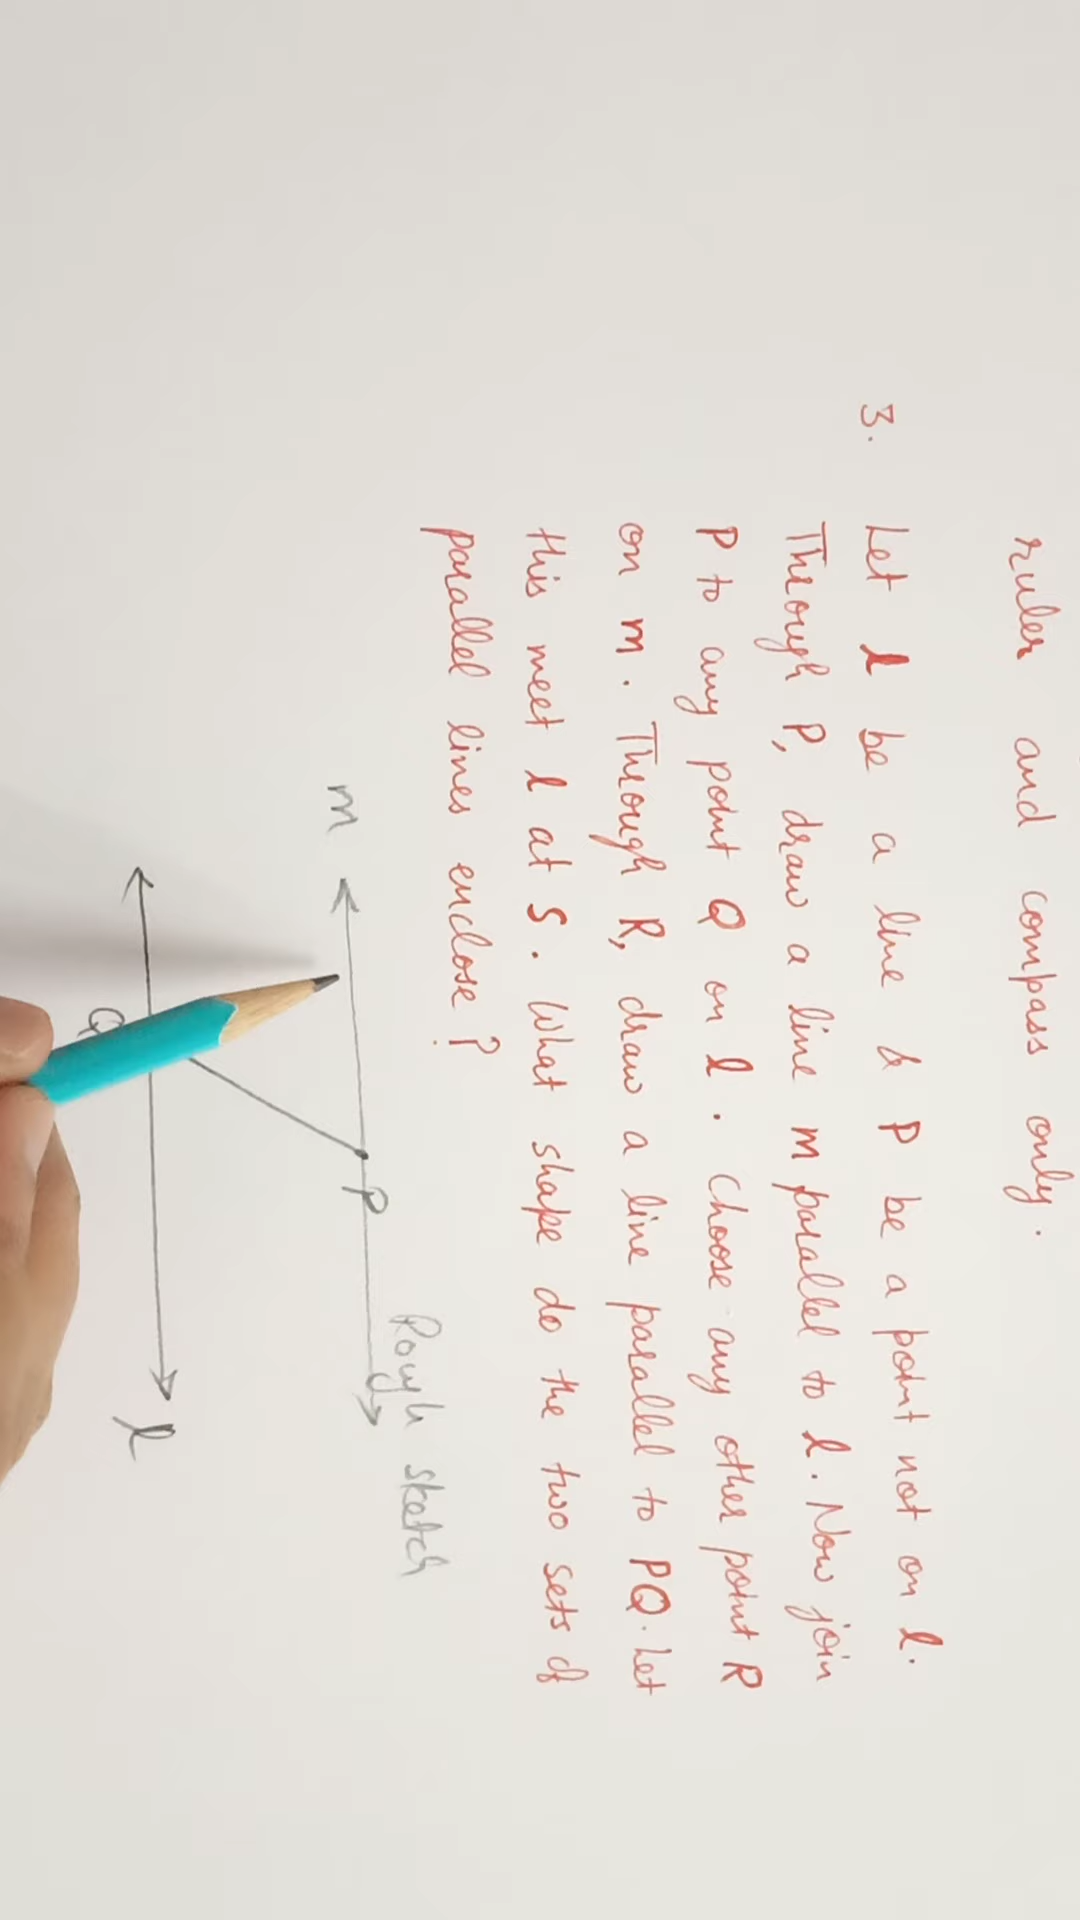 ruler and compass only.
3. Let l be a line & P be a point not on l.
Through P, draw a line m parallel to l. Now join
P to any point Q on l. Choose any other point R
on m. Through R, draw a line parallel to PQ. Let
this meet l at S. What shape do the two sets of
parallel lines enclose?
Rough sketch
m
P
Q
l